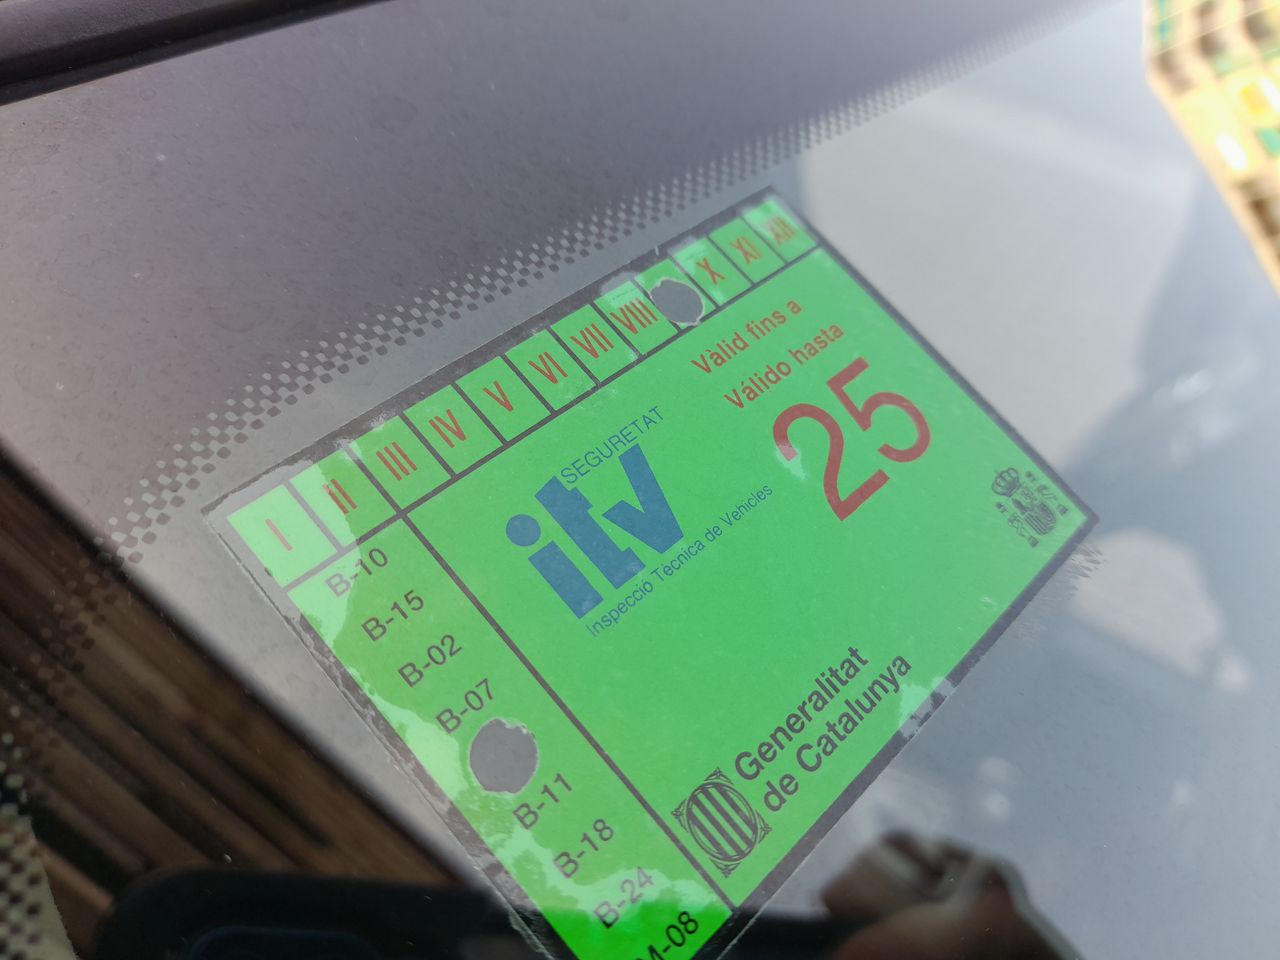 I II III IV V VI VII VIII X XI XII
B-10
B-15
B-02
B-07
B-11
B-18
B-24
M-08
SEGURETAT
itv
Inspecció Tècnica de Vehicles
Vàlid fins a
Válido hasta
25
Generalitat
de Catalunya